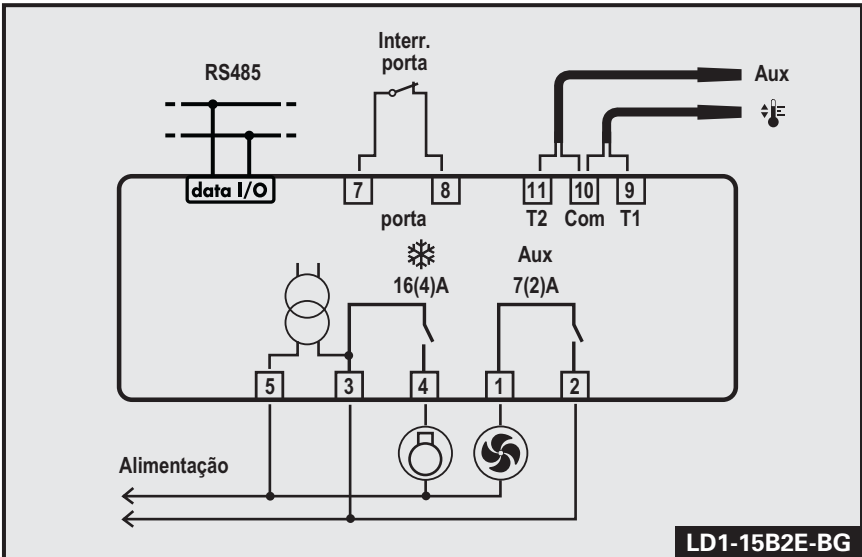 Interr.
porta
RS485
Aux
data I/O
7
8
11
10
9
porta
T2
Com
T1
Aux
16(4)A
7(2)A
5
3
4
1
2
Alimentação
LD1-15B2E-BG